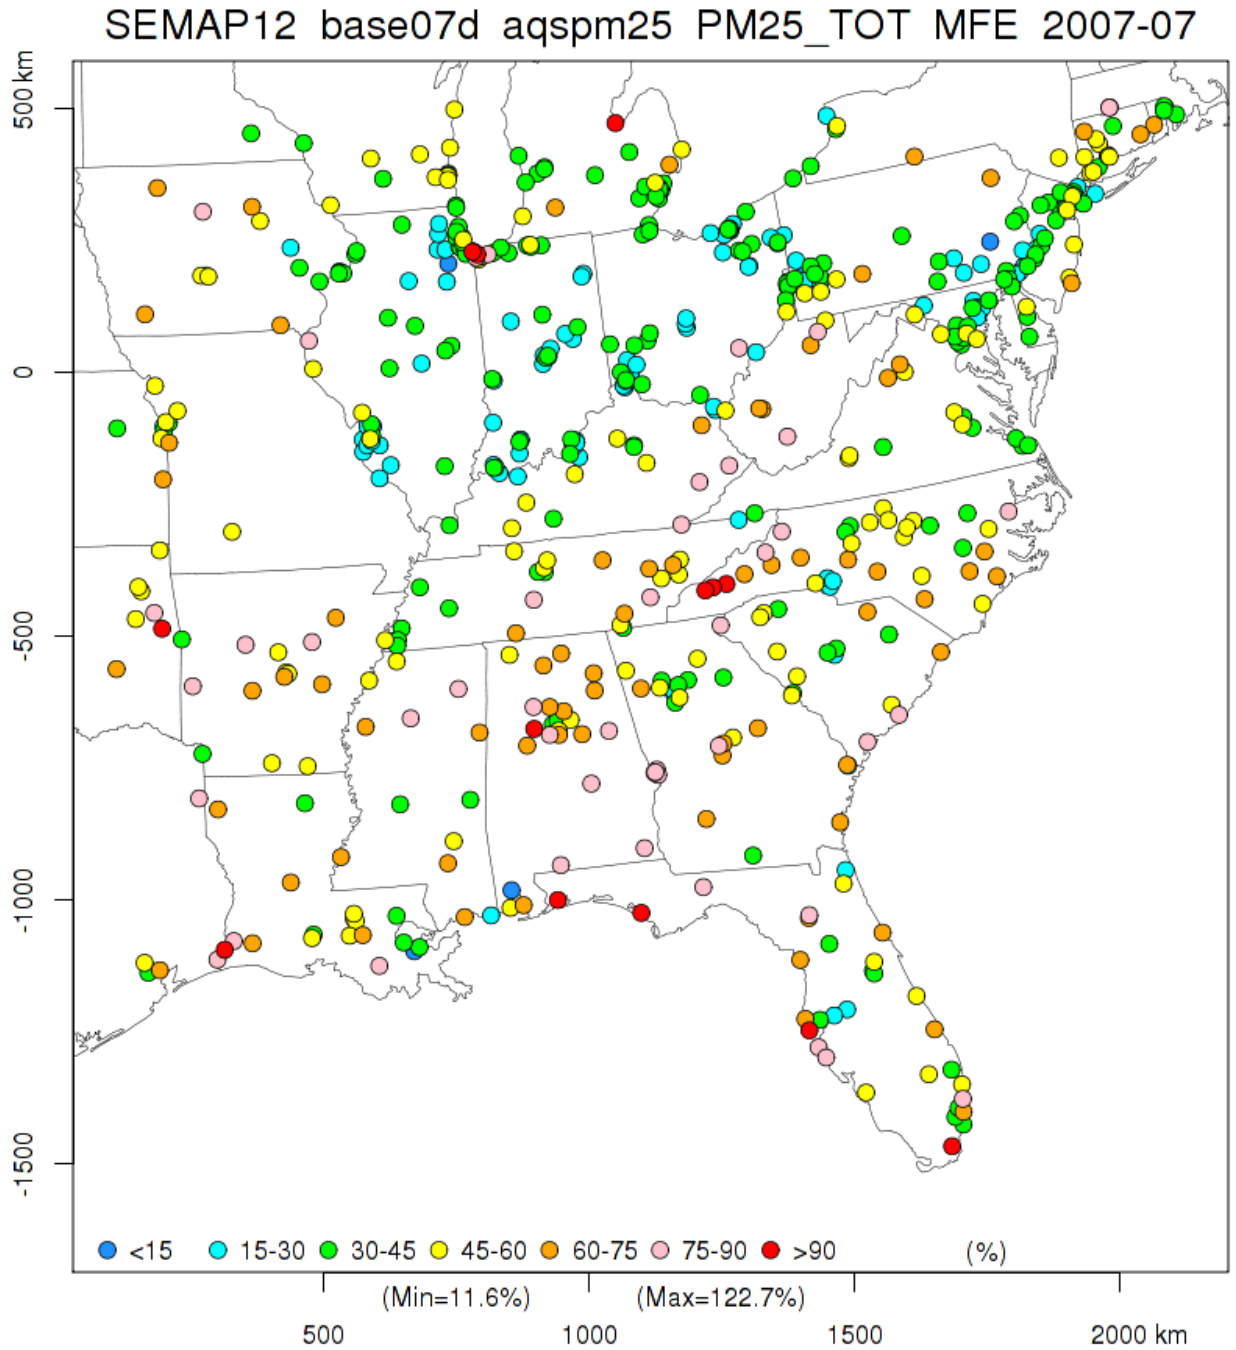 SEMAP12 base07d aqspm25 PM25_TOT MFE 2007-07
500 km
0
-500
-1000
-1500
<15 15-30 30-45 45-60 60-75 75-90 >90 (%)
(Min=11.6%) (Max=122.7%)
500 1000 1500 2000 km